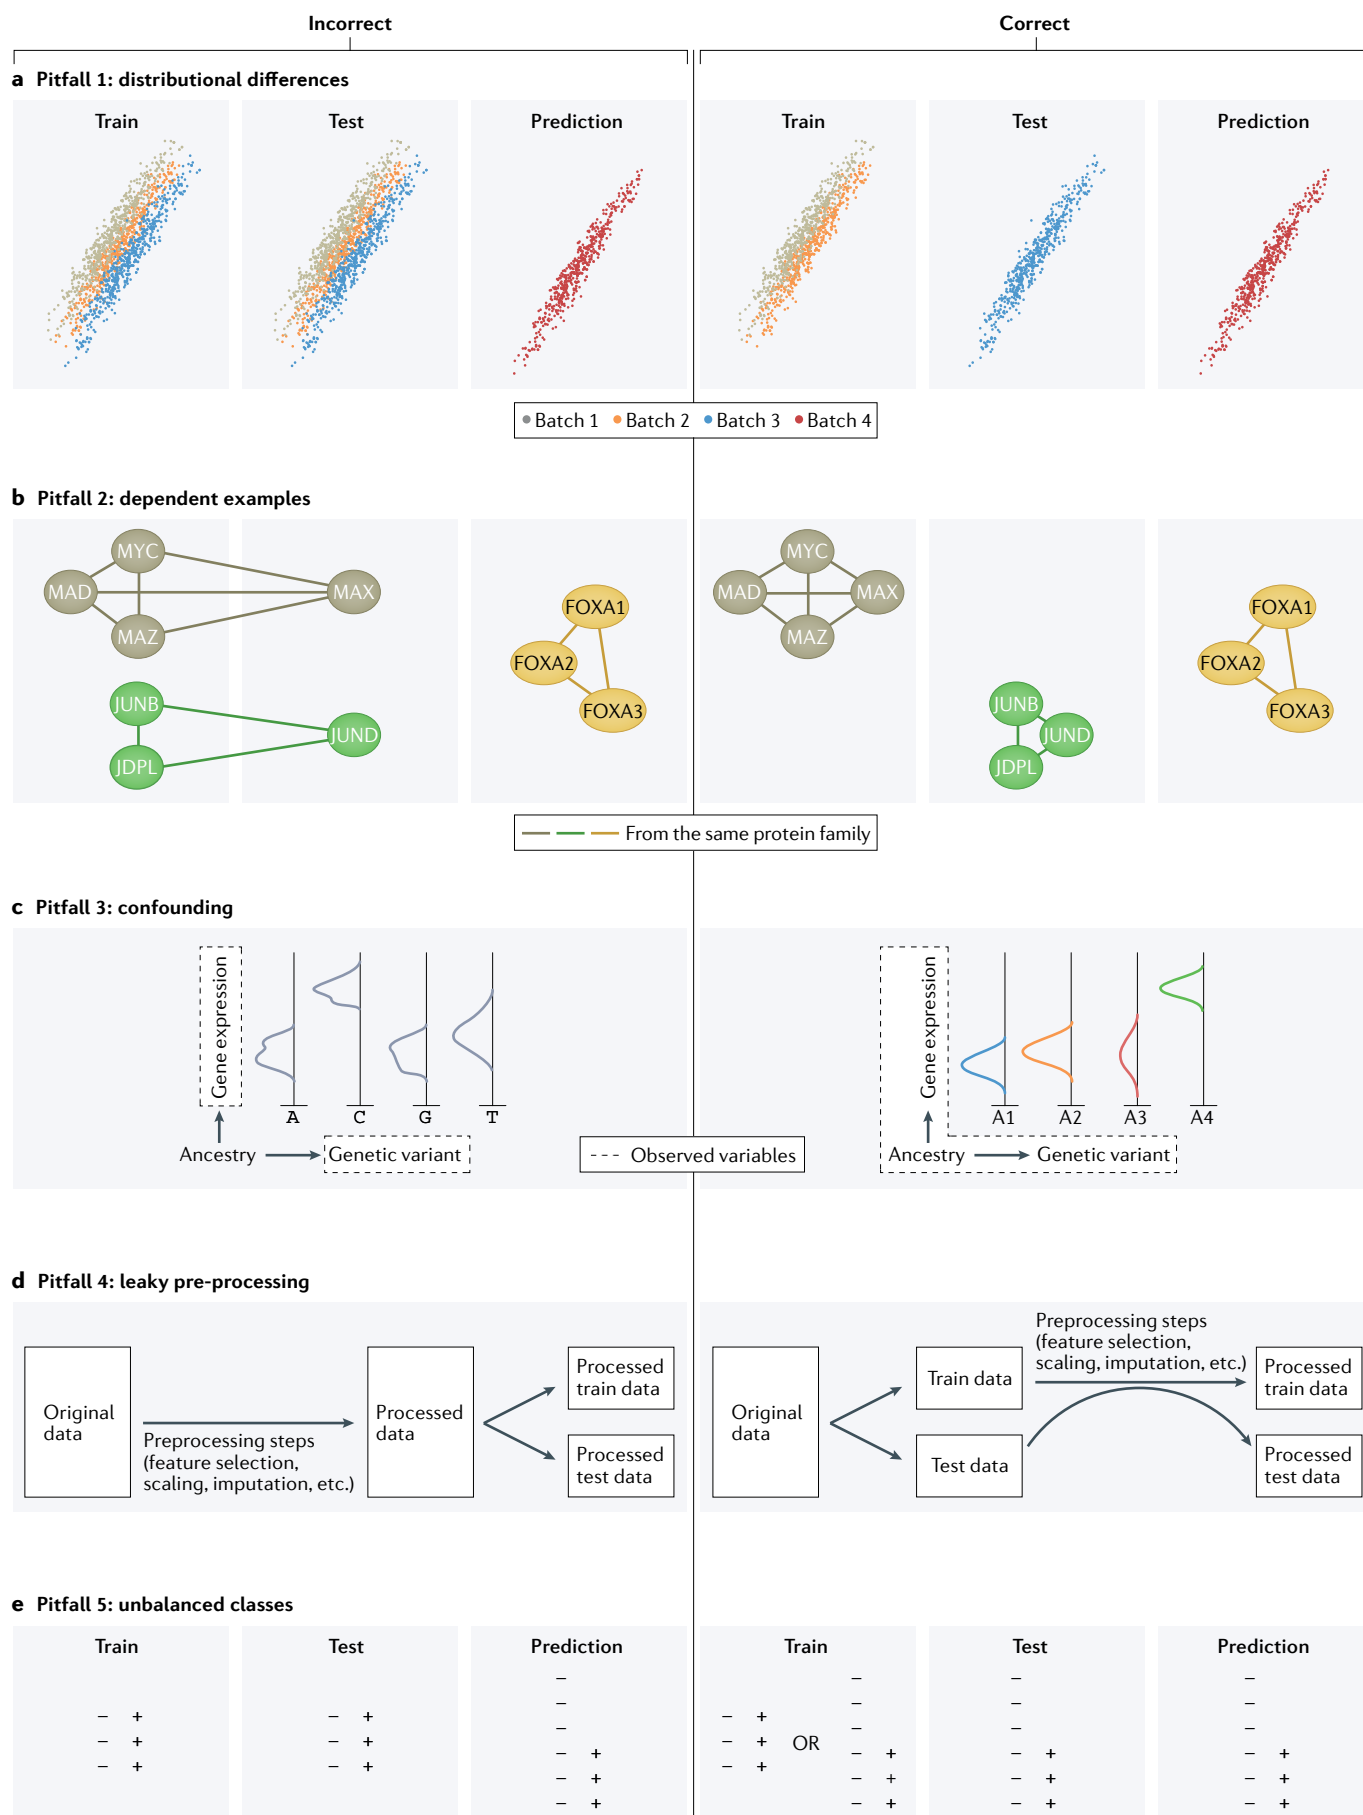 Incorrect
Correct
a Pitfall 1: distributional differences
Train
Test
Prediction
Train
Test
Prediction
Batch 1 Batch 2 Batch 3 Batch 4
b Pitfall 2: dependent examples
MYC
MAD
MAX
MAZ
JUNB
JUND
JDPL
FOXA1
FOXA2
FOXA3
MYC
MAD
MAX
MAZ
JUNB
JUND
JDPL
FOXA1
FOXA2
FOXA3
From the same protein family
c Pitfall 3: confounding
Gene expression
A C G T
Ancestry
Genetic variant
Observed variables
Gene expression
A1 A2 A3 A4
Ancestry
Genetic variant
d Pitfall 4: leaky pre-processing
Original
data
Preprocessing steps
(feature selection,
scaling, imputation, etc.)
Processed
data
Processed
train data
Processed
test data
Original
data
Train data
Test data
Preprocessing steps
(feature selection,
scaling, imputation, etc.)
Processed
train data
Processed
test data
e Pitfall 5: unbalanced classes
Train
− +
− +
− +
Test
− +
− +
− +
Prediction
−
−
−
− +
− +
− +
Train
− +
− +
− +
OR
−
−
−
− +
− +
− +
Test
−
−
−
− +
− +
− +
Prediction
−
−
−
− +
− +
− +